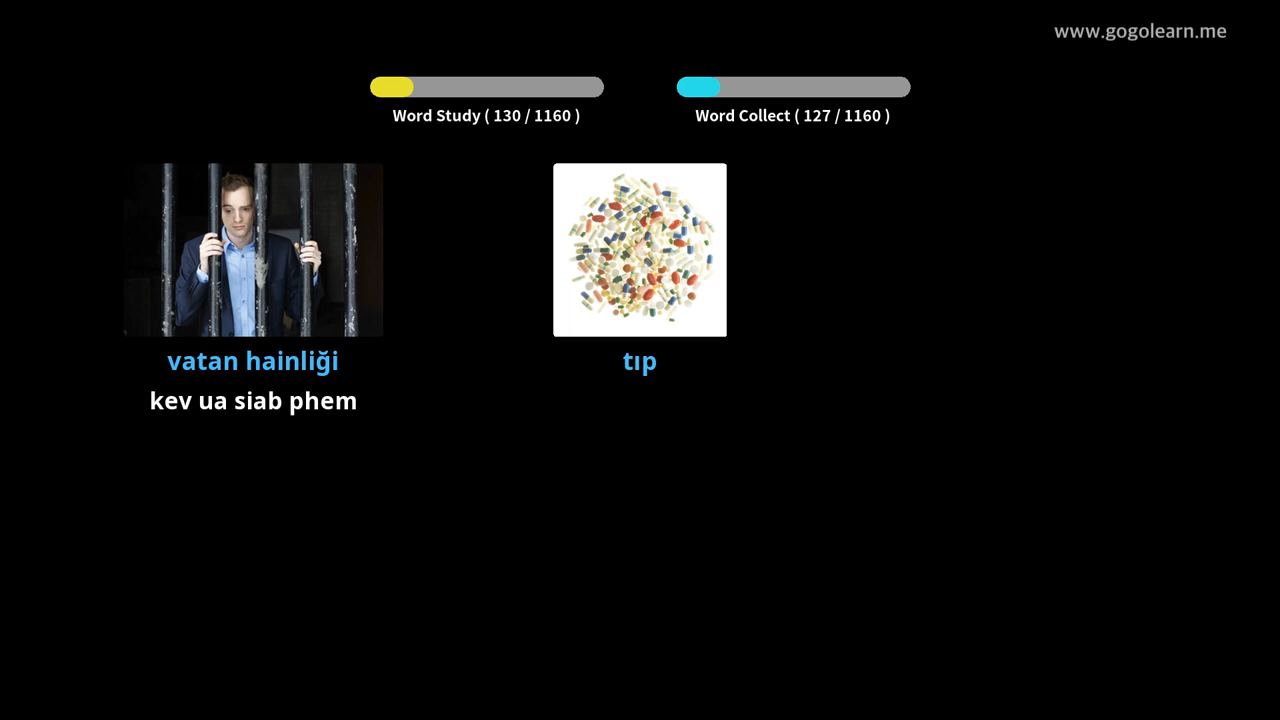 www.gogolearn.me
Word Study ( 130 / 1160 )
Word Collect ( 127 / 1160 )
vatan hainliği
kev ua siab phem
tıp